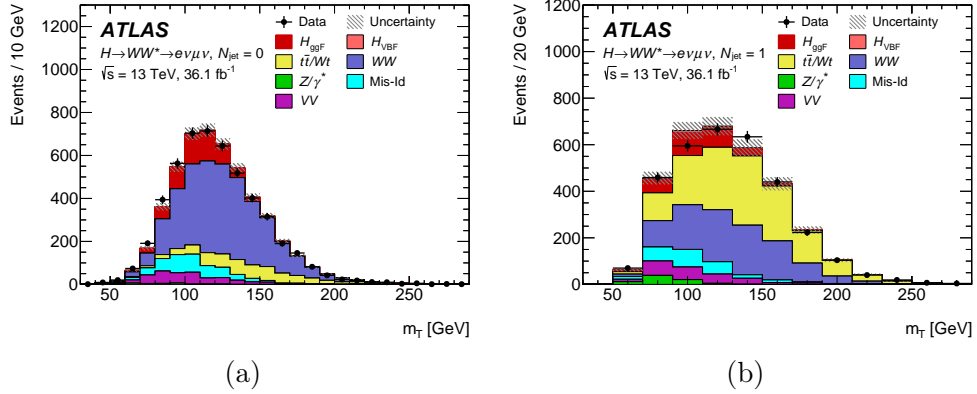 Events / 10 GeV
1400
1200
1000
800
600
400
200
0
ATLAS
H→WW*→eνμν, N_jet = 0
√s = 13 TeV, 36.1 fb⁻¹
Data
Uncertainty
H_ggF
H_VBF
tt̄/Wt
WW
Z/γ*
Mis-Id
VV
50
100
150
200
250
m_T [GeV]
(a)
Events / 20 GeV
1200
1000
800
600
400
200
0
ATLAS
H→WW*→eνμν, N_jet = 1
√s = 13 TeV, 36.1 fb⁻¹
Data
Uncertainty
H_ggF
H_VBF
tt̄/Wt
WW
Z/γ*
Mis-Id
VV
50
100
150
200
250
m_T [GeV]
(b)